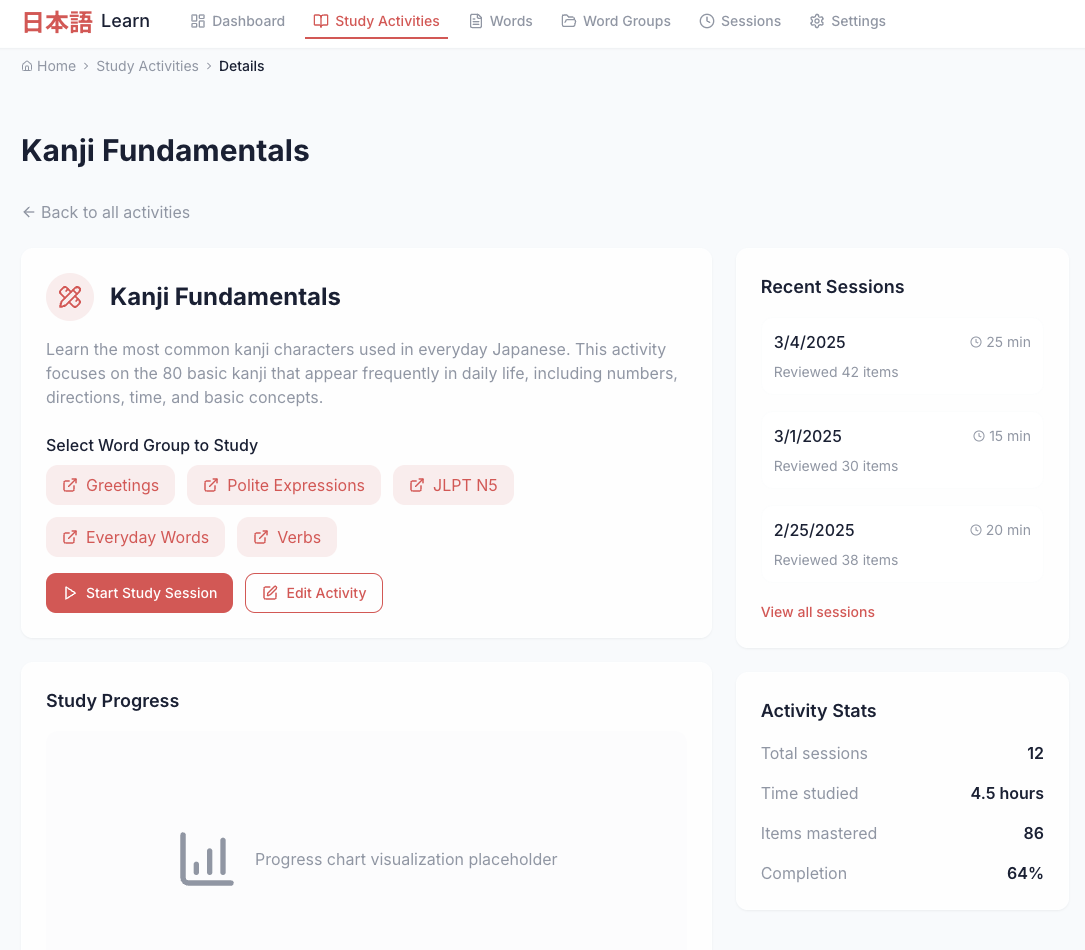 日本語 Learn Dashboard Study Activities Words Word Groups Sessions Settings
Home > Study Activities > Details
Kanji Fundamentals
← Back to all activities
Kanji Fundamentals
Learn the most common kanji characters used in everyday Japanese. This activity
focuses on the 80 basic kanji that appear frequently in daily life, including numbers,
directions, time, and basic concepts.
Select Word Group to Study
Greetings Polite Expressions JLPT N5
Everyday Words Verbs
Start Study Session Edit Activity
Study Progress
Progress chart visualization placeholder
Recent Sessions
3/4/2025 25 min
Reviewed 42 items
3/1/2025 15 min
Reviewed 30 items
2/25/2025 20 min
Reviewed 38 items
View all sessions
Activity Stats
Total sessions 12
Time studied 4.5 hours
Items mastered 86
Completion 64%